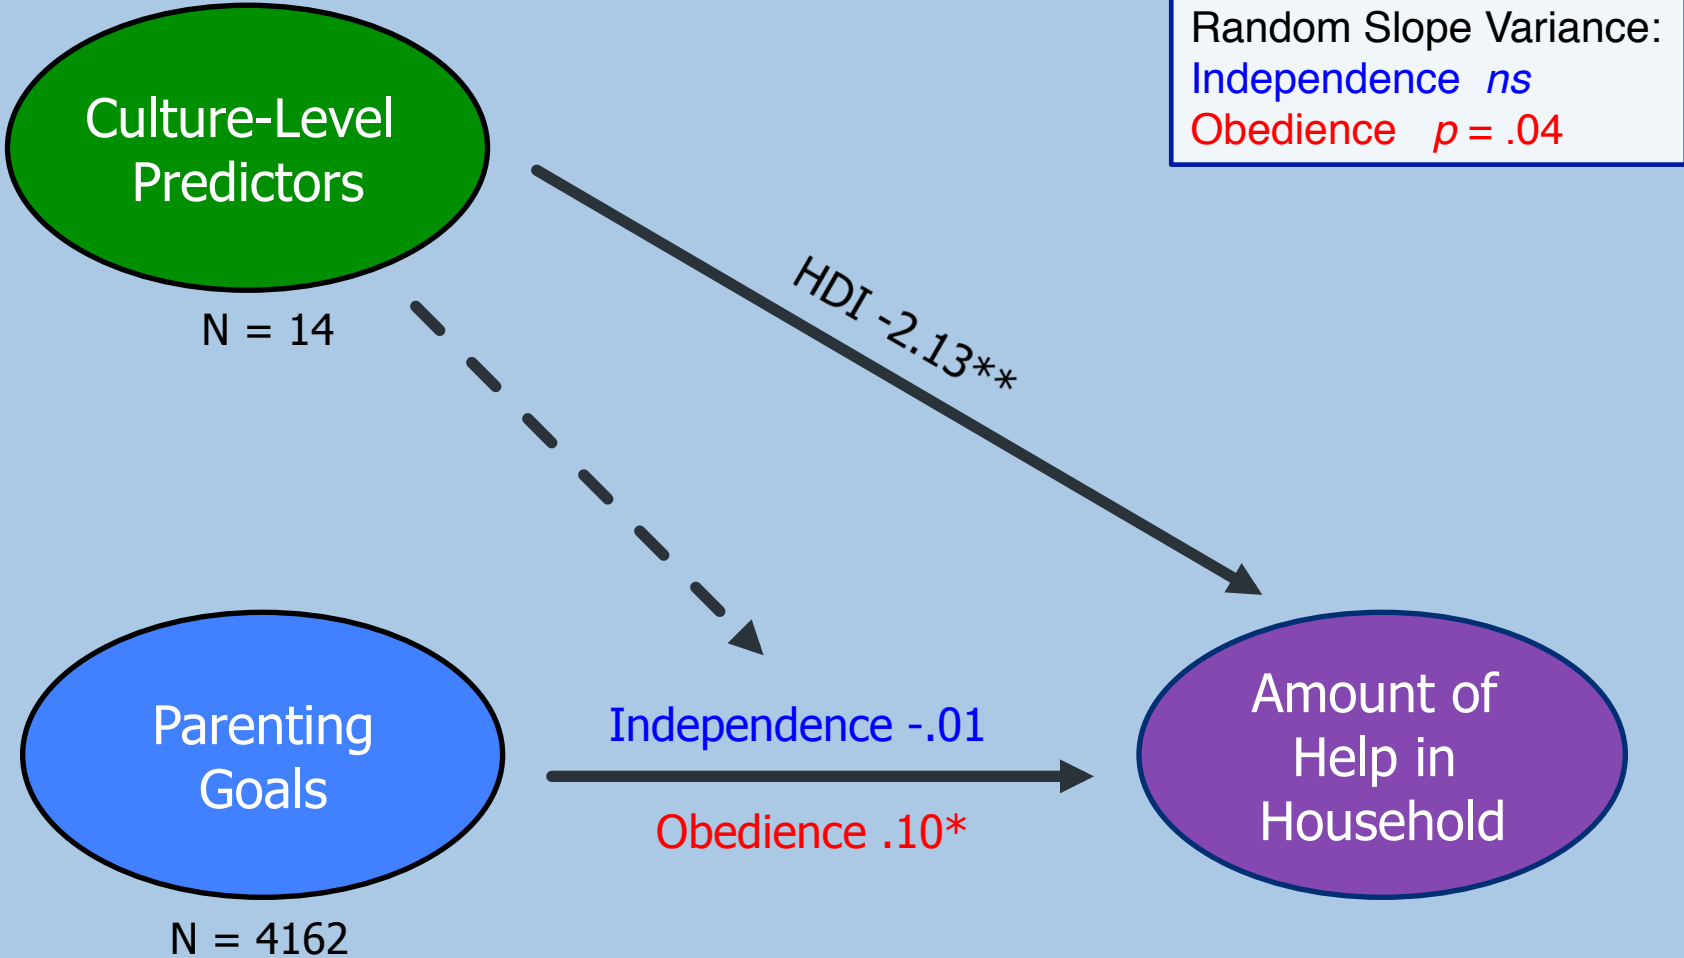 Random Slope Variance:
Independence ns
Obedience p = .04
Culture-Level
Predictors
N = 14
HDI -2.13**
Parenting
Goals
N = 4162
Independence -.01
Obedience .10*
Amount of
Help in
Household